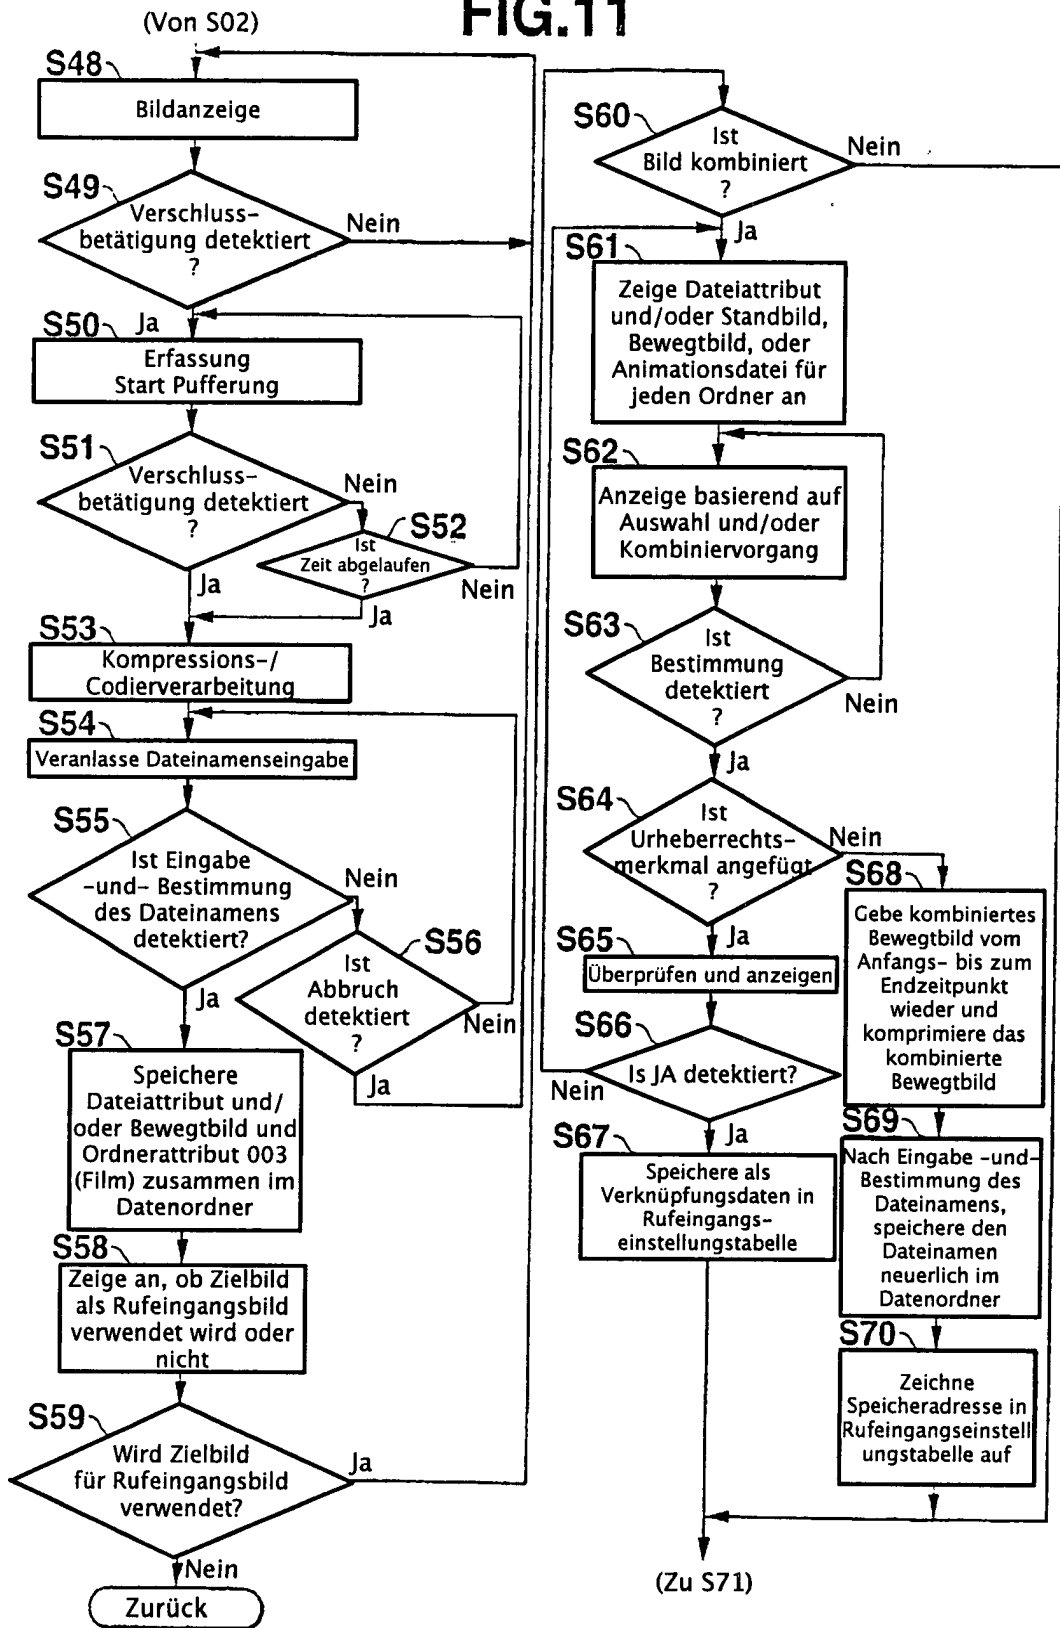 FIG.11
(Von S02)
S48
Bildanzeige
S49
Verschluss-
betätigung detektiert
?
Nein
Ja
S50
Erfassung
Start Pufferung
S51
Verschluss-
betätigung detektiert
?
Nein
Ja
S52
Ist
Zeit abgelaufen
?
Nein
Ja
S53
Kompressions-/
Codierverarbeitung
S54
Veranlasse Dateinamenseingabe
S55
Ist Eingabe
-und- Bestimmung
des Dateinamens
detektiert?
Nein
Ja
S56
Ist
Abbruch
detektiert
?
Nein
Ja
S57
Speichere
Dateiattribut und/
oder Bewegtbild und
Ordnerattribut 003
(Film) zusammen im
Datenordner
S58
Zeige an, ob Zielbild
als Rufeingangsbild
verwendet wird oder
nicht
S59
Wird Zielbild
für Rufeingangsbild
verwendet?
Ja
Nein
Zurück
S60
Ist
Bild kombiniert
?
Nein
Ja
S61
Zeige Dateiattribut
und/oder Standbild,
Bewegtbild, oder
Animationsdatei für
jeden Ordner an
S62
Anzeige basierend auf
Auswahl und/oder
Kombiniervorgang
S63
Ist
Bestimmung
detektiert
?
Nein
Ja
S64
Ist
Urheberrechts-
merkmal angefügt
?
Nein
Ja
S65
Überprüfen und anzeigen
S66
Is JA detektiert?
Nein
Ja
S67
Speichere als
Verknüpfungsdaten in
Rufeingangs-
einstellungstabelle
S68
Gebe kombiniertes
Bewegtbild vom
Anfangs- bis zum
Endzeitpunkt
wieder und
komprimiere das
kombinierte
Bewegtbild
S69
Nach Eingabe -und-
Bestimmung des
Dateinamens,
speichere den
Dateinamen
neuerlich im
Datenordner
S70
Zeichne
Speicheradresse in
Rufeingangseinstell
ungstabelle auf
(Zu S71)